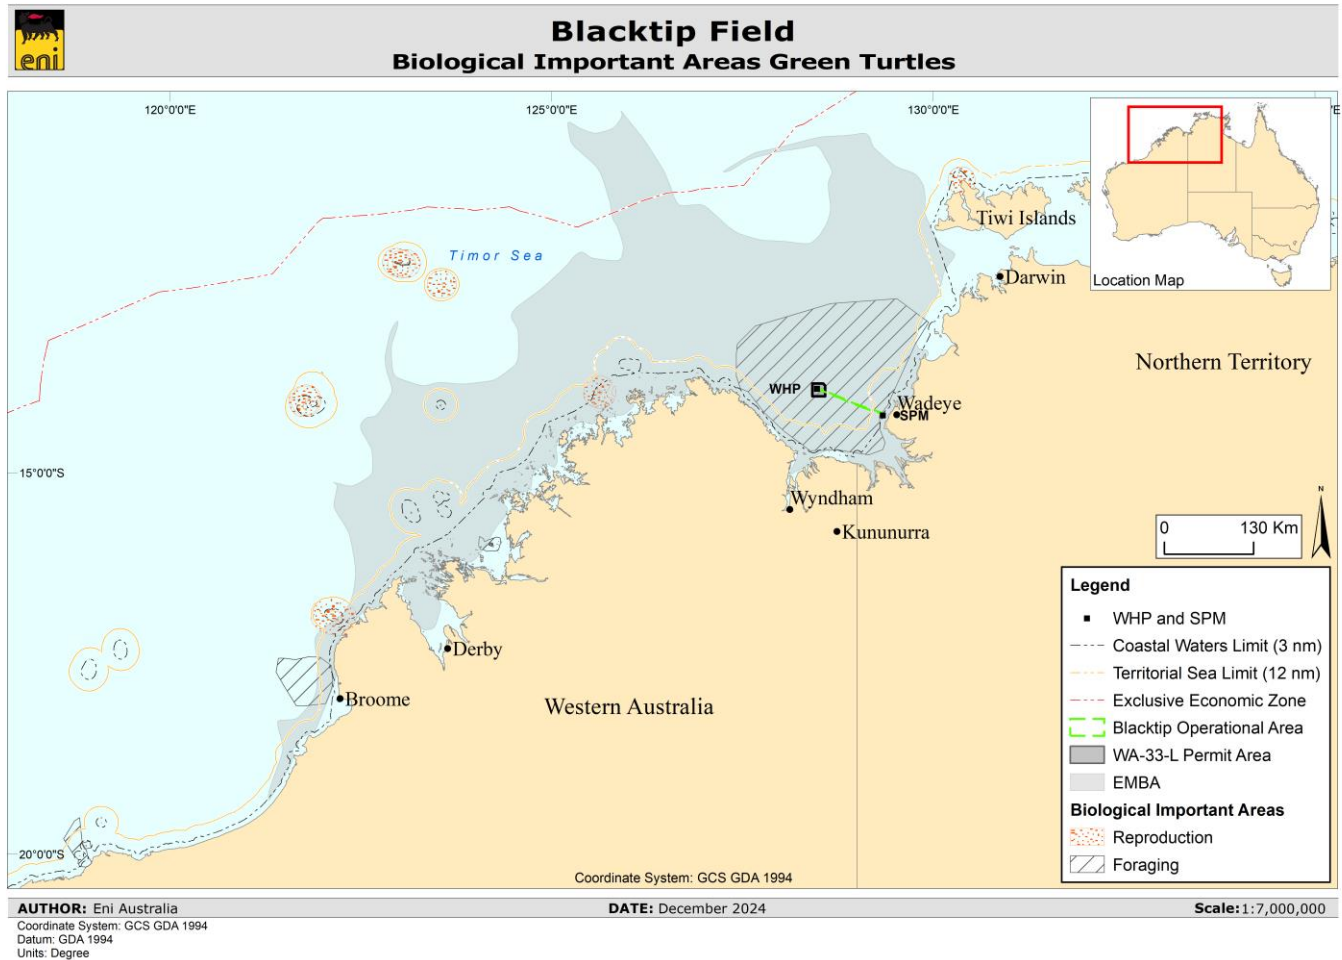 eni
Blacktip Field
Biological Important Areas Green Turtles
120°0'0"E
125°0'0"E
130°0'0"E
Location Map
Tiwi Islands
Timor Sea
Darwin
Northern Territory
WHP
Wadeye
SPM
15°0'0"S
Wyndham
Kununurra
N
0 130 Km
Derby
Broome
Western Australia
20°0'0"S
Coordinate System: GCS GDA 1994
Legend
WHP and SPM
Coastal Waters Limit (3 nm)
Territorial Sea Limit (12 nm)
Exclusive Economic Zone
Blacktip Operational Area
WA-33-L Permit Area
EMBA
Biological Important Areas
Reproduction
Foraging
AUTHOR: Eni Australia
DATE: December 2024
Scale:1:7,000,000
Coordinate System: GCS GDA 1994
Datum: GDA 1994
Units: Degree